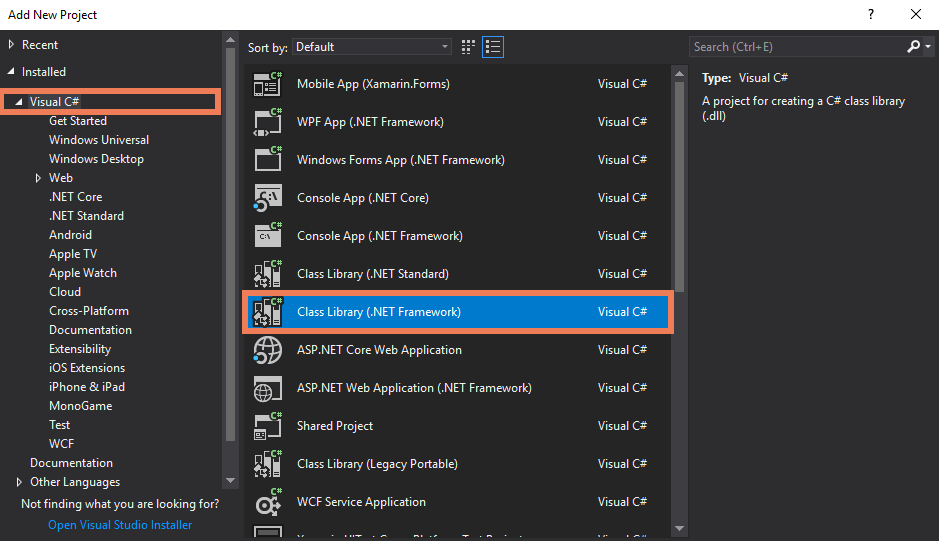 Add New Project
?
Recent
Installed
Visual C#
Get Started
Windows Universal
Windows Desktop
Web
.NET Core
.NET Standard
Android
Apple TV
Apple Watch
Cloud
Cross-Platform
Documentation
Extensibility
iOS Extensions
iPhone & iPad
MonoGame
Test
WCF
Documentation
Other Languages
Not finding what you are looking for?
Open Visual Studio Installer
Sort by: Default
C# Mobile App (Xamarin.Forms) Visual C#
C# WPF App (.NET Framework) Visual C#
C# Windows Forms App (.NET Framework) Visual C#
C:\ Console App (.NET Core) Visual C#
C# C:\ Console App (.NET Framework) Visual C#
C# Class Library (.NET Standard) Visual C#
C# Class Library (.NET Framework) Visual C#
ASP.NET Core Web Application Visual C#
C# ASP.NET Web Application (.NET Framework) Visual C#
C# Shared Project Visual C#
C# Class Library (Legacy Portable) Visual C#
C# WCF Service Application Visual C#
Search (Ctrl+E)
Type: Visual C#
A project for creating a C# class library
(.dll)